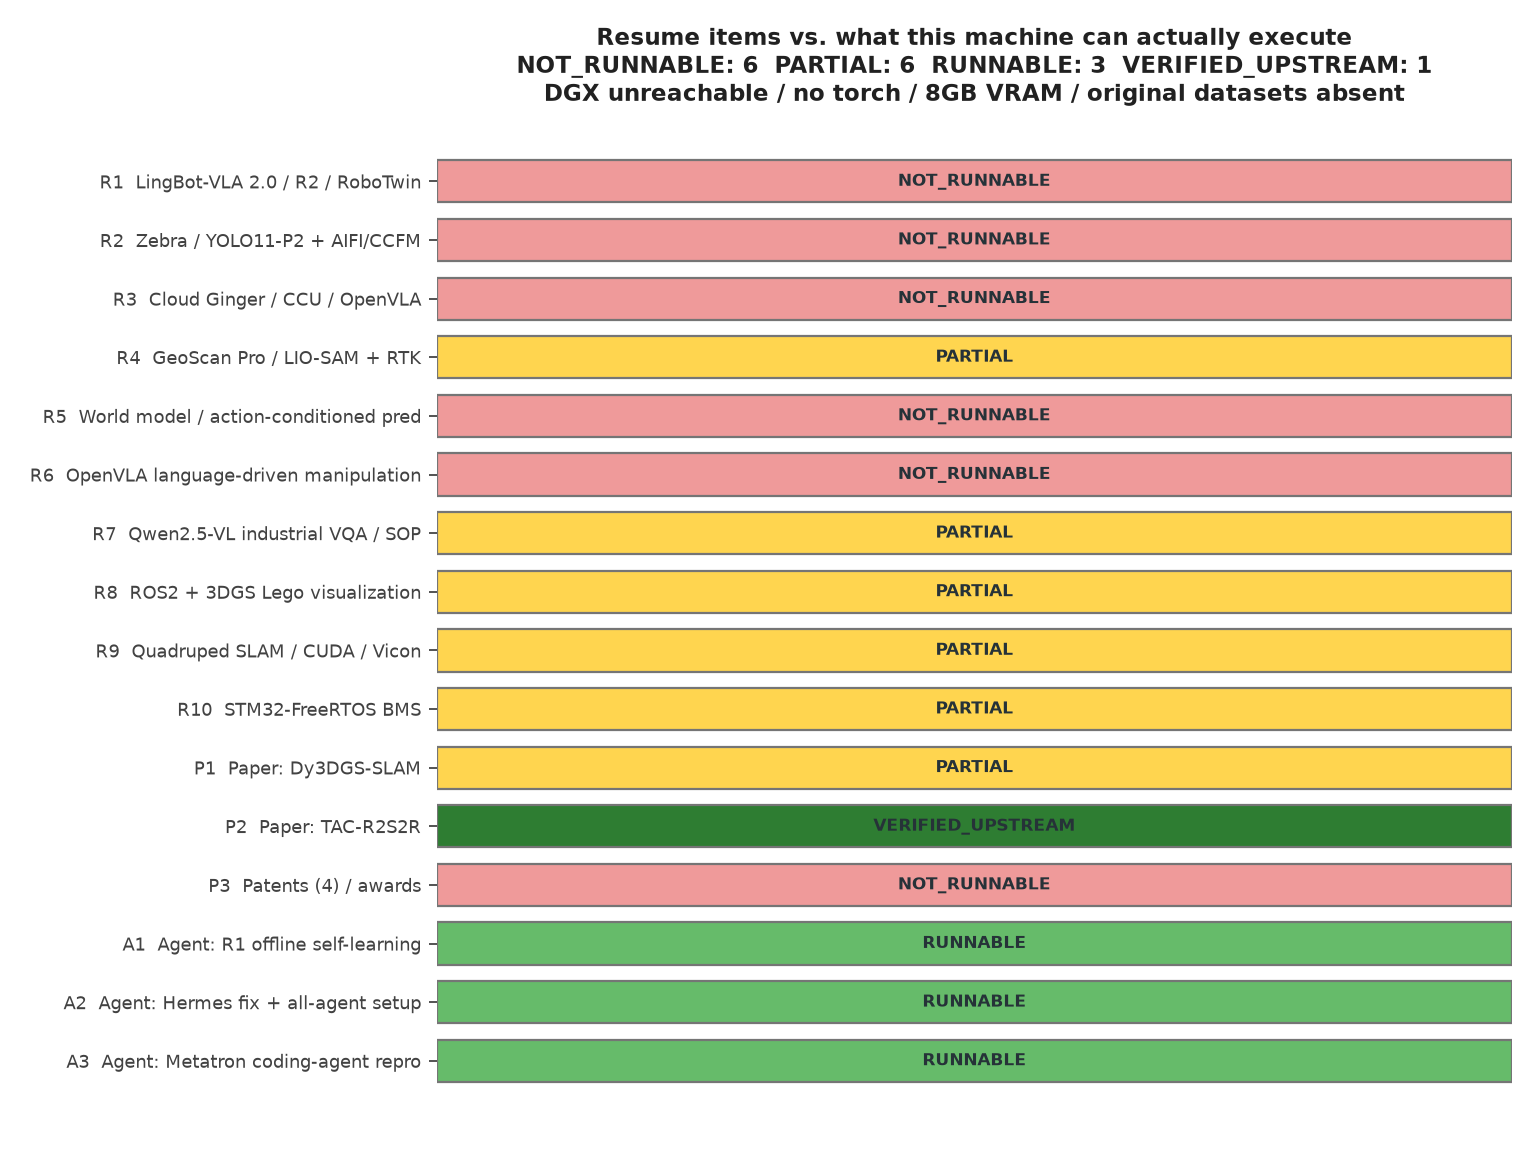 Resume items vs. what this machine can actually execute
NOT_RUNNABLE: 6  PARTIAL: 6  RUNNABLE: 3  VERIFIED_UPSTREAM: 1
DGX unreachable / no torch / 8GB VRAM / original datasets absent
R1  LingBot-VLA 2.0 / R2 / RoboTwin NOT_RUNNABLE
R2  Zebra / YOLO11-P2 + AIFI/CCFM NOT_RUNNABLE
R3  Cloud Ginger / CCU / OpenVLA NOT_RUNNABLE
R4  GeoScan Pro / LIO-SAM + RTK PARTIAL
R5  World model / action-conditioned pred NOT_RUNNABLE
R6  OpenVLA language-driven manipulation NOT_RUNNABLE
R7  Qwen2.5-VL industrial VQA / SOP PARTIAL
R8  ROS2 + 3DGS Lego visualization PARTIAL
R9  Quadruped SLAM / CUDA / Vicon PARTIAL
R10  STM32-FreeRTOS BMS PARTIAL
P1  Paper: Dy3DGS-SLAM PARTIAL
P2  Paper: TAC-R2S2R VERIFIED_UPSTREAM
P3  Patents (4) / awards NOT_RUNNABLE
A1  Agent: R1 offline self-learning RUNNABLE
A2  Agent: Hermes fix + all-agent setup RUNNABLE
A3  Agent: Metatron coding-agent repro RUNNABLE